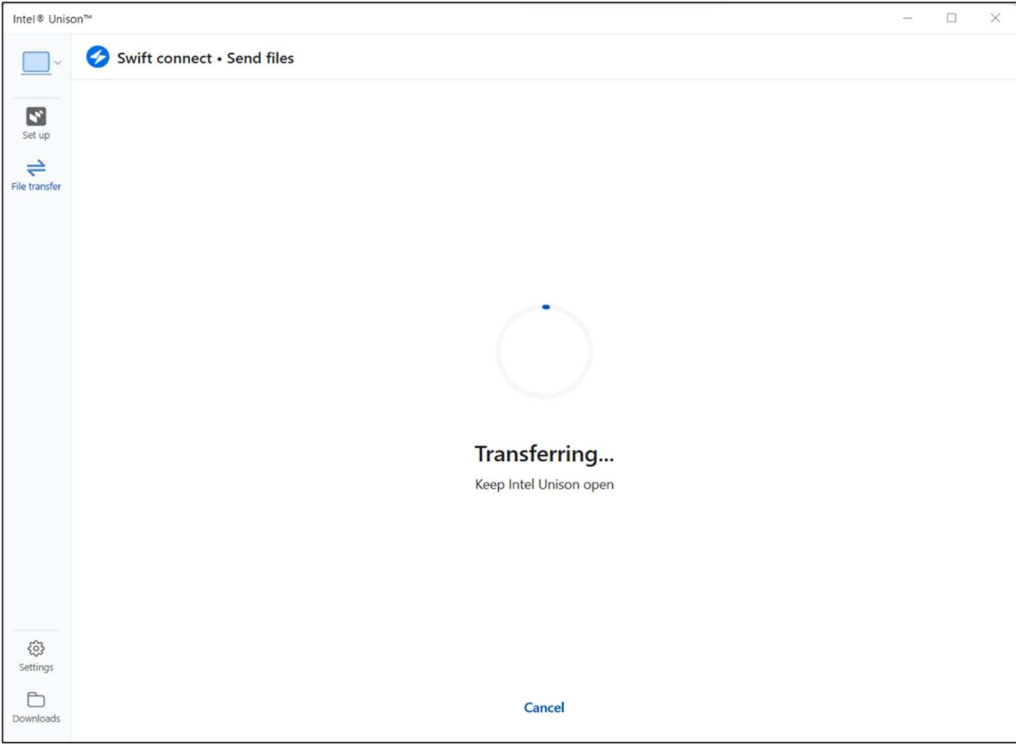 Intel® Unison™
Swift connect • Send files
Set up
File transfer
Transferring...
Keep Intel Unison open
Settings
Downloads
Cancel